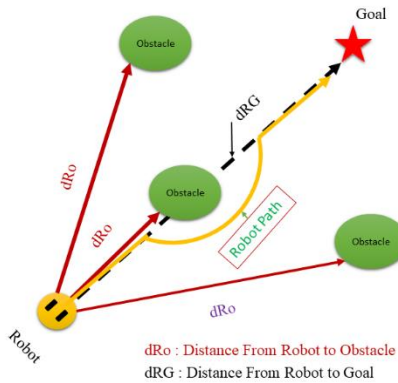 Goal
Obstacle
dRG
dRo
Obstacle
dRo
Robot Path
Obstacle
dRo
Robot
dRo : Distance From Robot to Obstacle
dRG : Distance From Robot to Goal